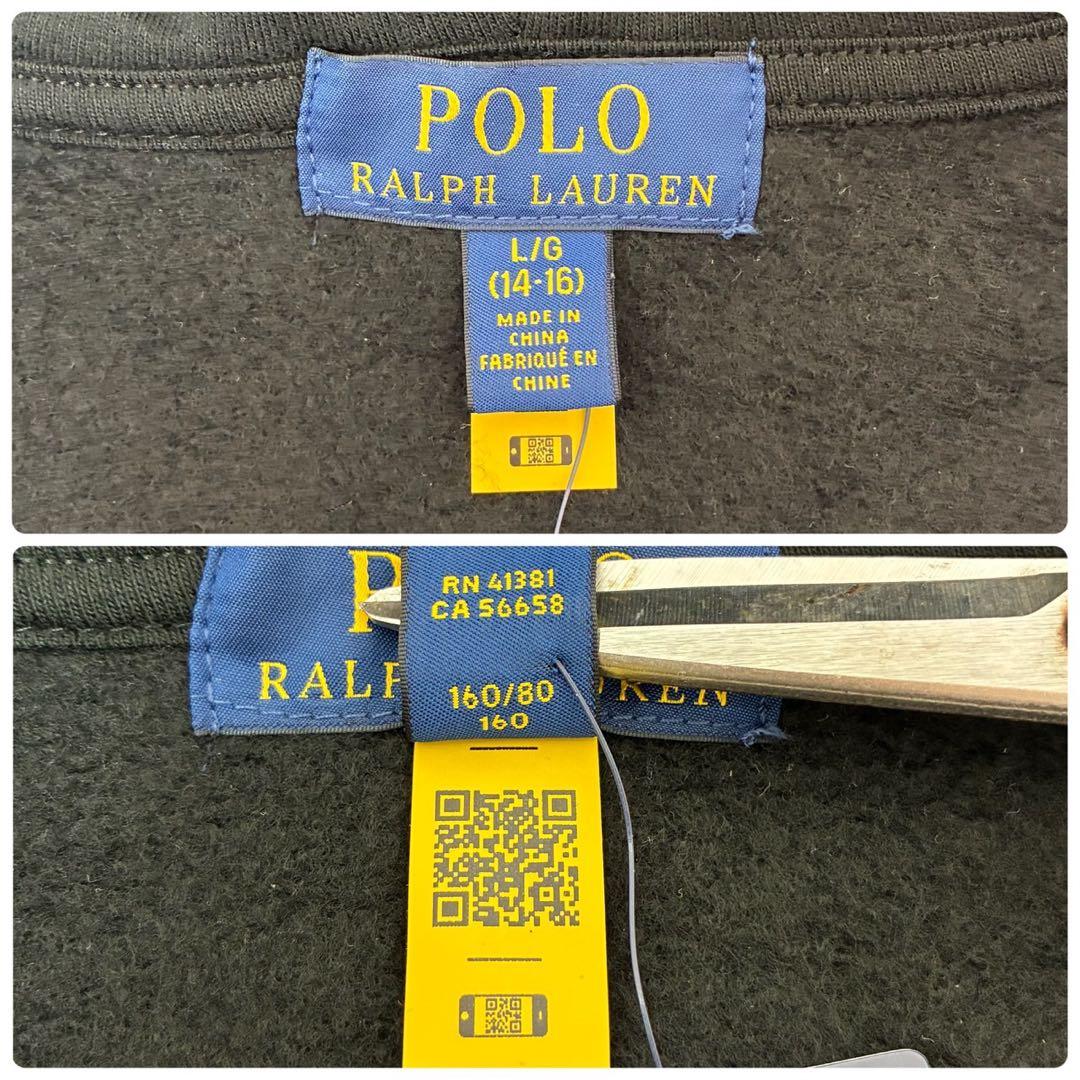 POLO
RALPH LAUREN
L/G
(14-16)
MADE IN
CHINA
FABRIQUÉ EN
CHINE
RN 41381
CA 56658
160/80
160